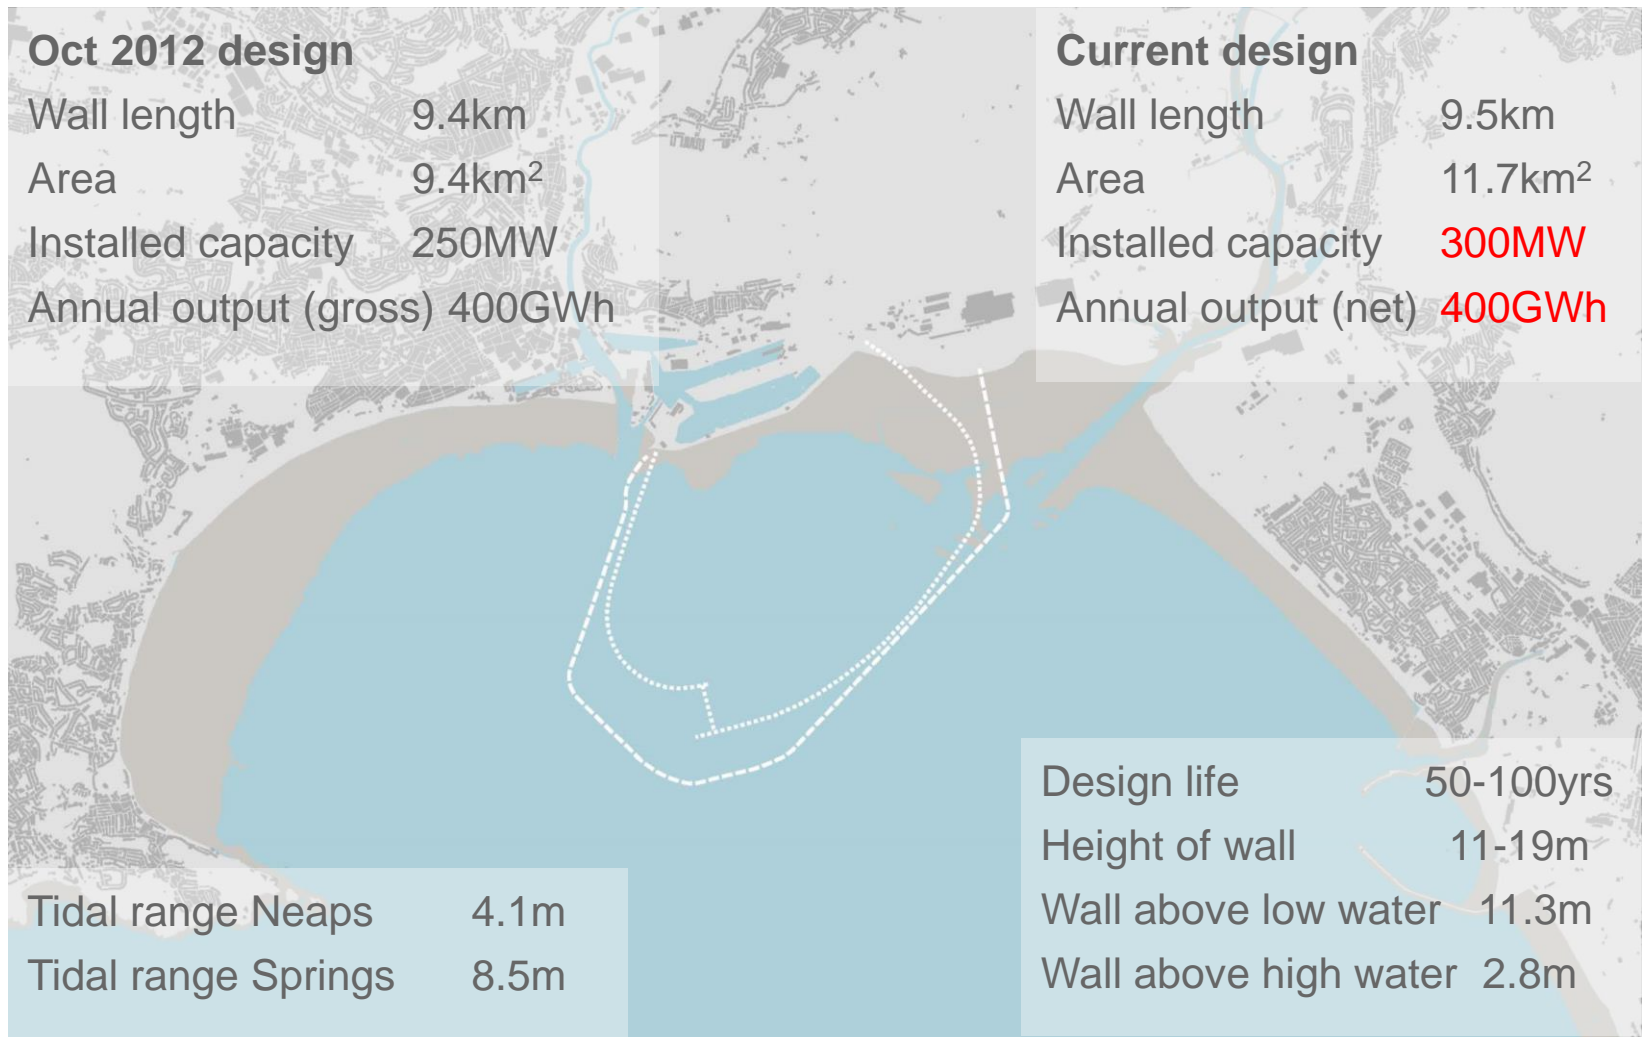 Oct 2012 design
Wall length 9.4km
Area 9.4km²
Installed capacity 250MW
Annual output (gross) 400GWh
Current design
Wall length 9.5km
Area 11.7km²
Installed capacity 300MW
Annual output (net) 400GWh
Tidal range Neaps 4.1m
Tidal range Springs 8.5m
Design life 50-100yrs
Height of wall 11-19m
Wall above low water 11.3m
Wall above high water 2.8m